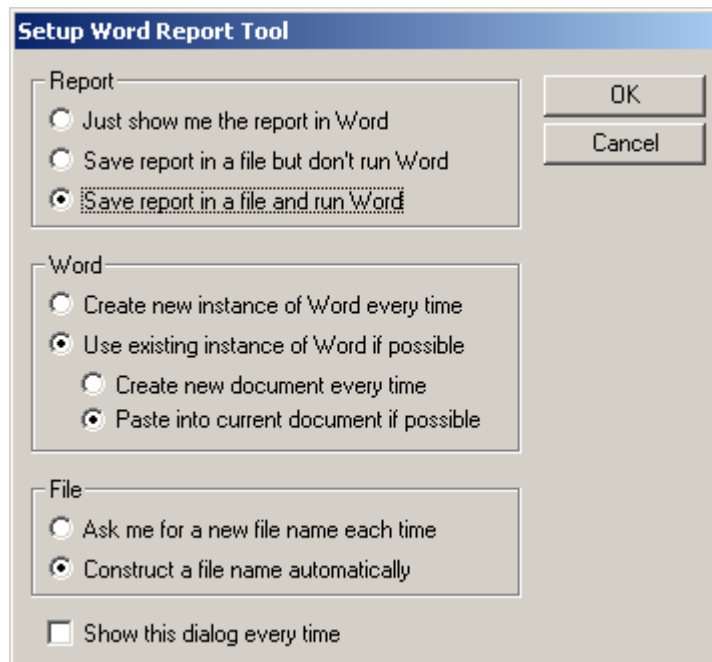 Setup Word Report Tool
Report
Just show me the report in Word
Save report in a file but don't run Word
Save report in a file and run Word
OK
Cancel
Word
Create new instance of Word every time
Use existing instance of Word if possible
Create new document every time
Paste into current document if possible
File
Ask me for a new file name each time
Construct a file name automatically
Show this dialog every time